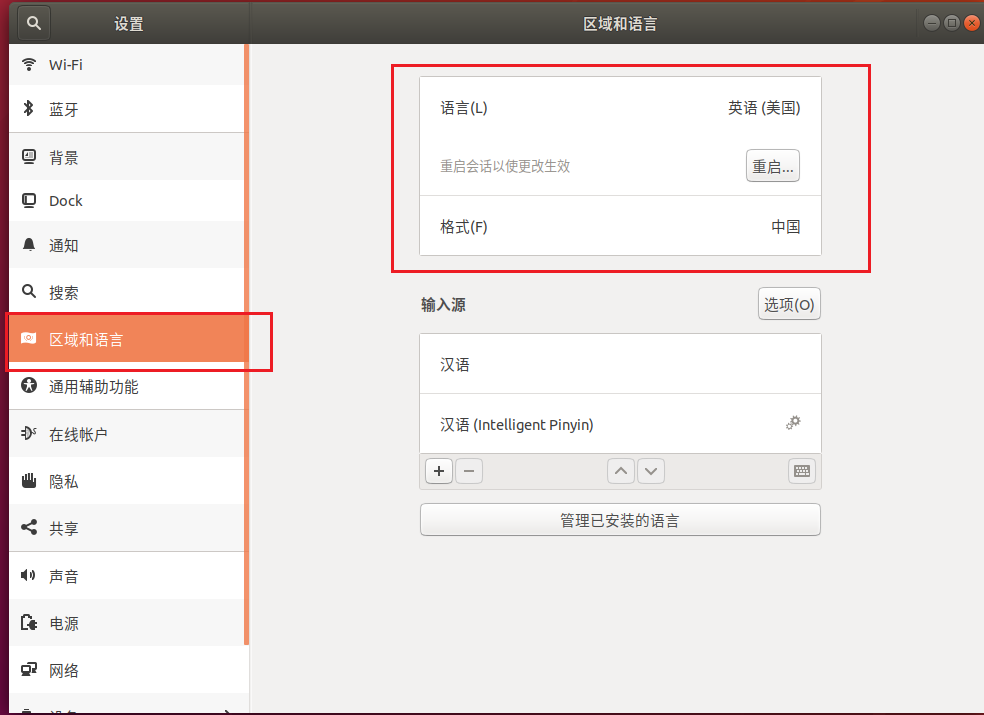 设置
区域和语言
Wi-Fi
蓝牙
背景
Dock
通知
搜索
区域和语言
通用辅助功能
在线帐户
隐私
共享
声音
电源
网络
语言(L) 英语 (美国)
重启会话以使更改生效 重启...
格式(F) 中国
输入源 选项(O)
汉语
汉语 (Intelligent Pinyin)
管理已安装的语言